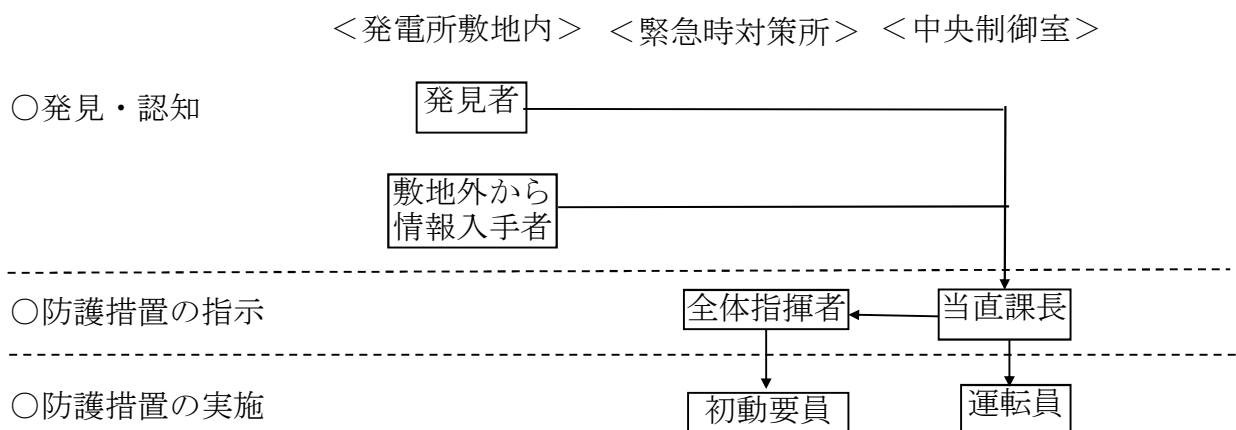 ＜発電所敷地内＞ ＜緊急時対策所＞ ＜中央制御室＞
○発見・認知
発見者
敷地外から
情報入手者
○防護措置の指示
全体指揮者
当直課長
○防護措置の実施
初動要員
運転員